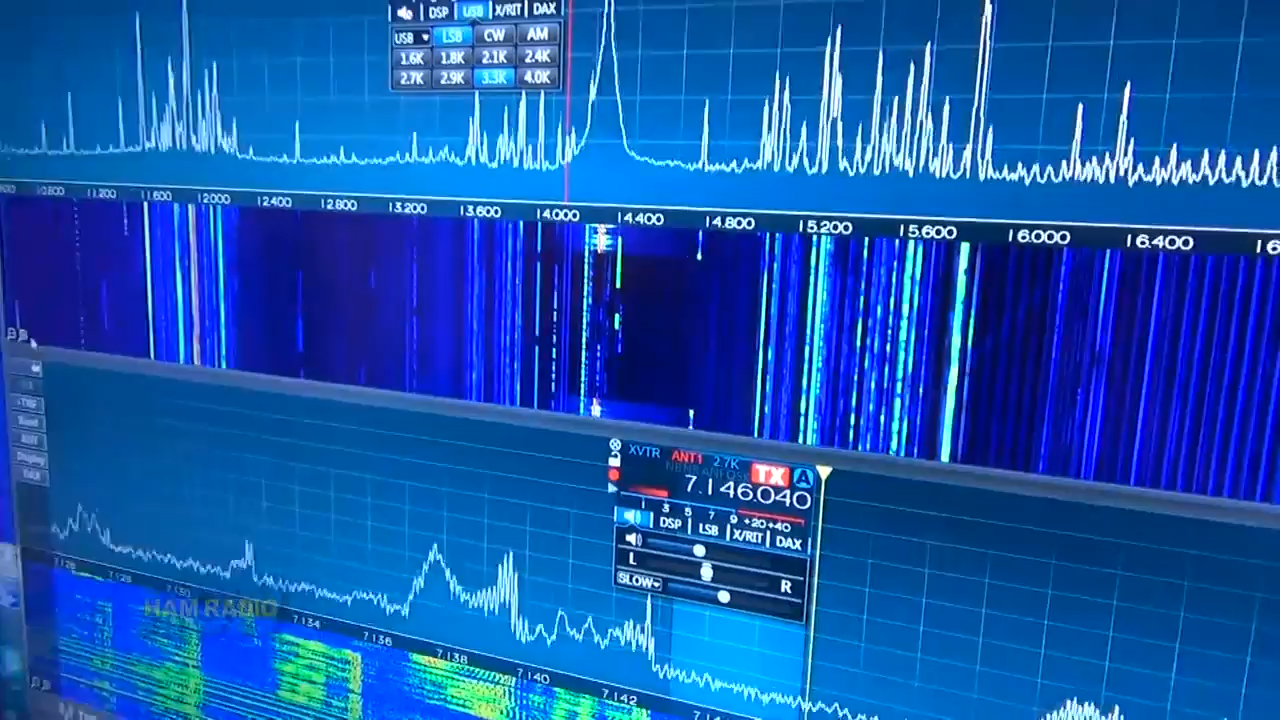 DSP USB X/RIT DAX
USB LSB CW AM
1.6K 1.8K 2.1K 2.4K
2.7K 2.9K 3.3K 4.0K
10.800 11.200 11.600 12.000 12.400 12.800 13.200 13.600 14.000 14.400 14.800 15.200 15.600 16.000 16.400
XVTR ANT1 2.7K TX A
7.146.040
1 3 5 7 9 +20 +40
DSP LSB X/RIT DAX
L R
SLOW
7.128 7.130 7.134 7.136 7.138 7.140 7.142
HAM RADIO